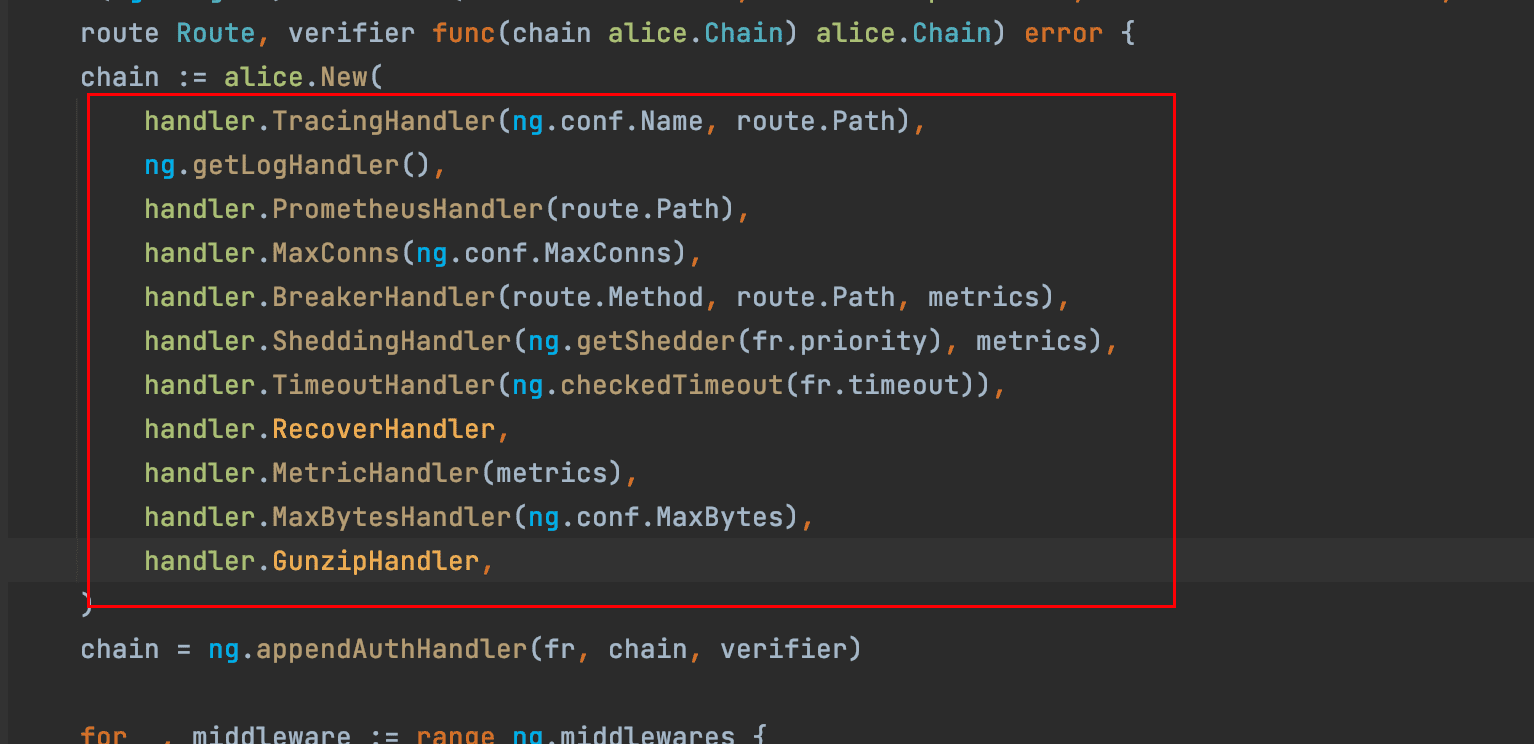 route Route, verifier func(chain alice.Chain) alice.Chain) error {
chain := alice.New(
handler.TracingHandler(ng.conf.Name, route.Path),
ng.getLogHandler(),
handler.PrometheusHandler(route.Path),
handler.MaxConns(ng.conf.MaxConns),
handler.BreakerHandler(route.Method, route.Path, metrics),
handler.SheddingHandler(ng.getShedder(fr.priority), metrics),
handler.TimeoutHandler(ng.checkedTimeout(fr.timeout)),
handler.RecoverHandler,
handler.MetricHandler(metrics),
handler.MaxBytesHandler(ng.conf.MaxBytes),
handler.GunzipHandler,
)
chain = ng.appendAuthHandler(fr, chain, verifier)
for _, middleware := range ng.middlewares {